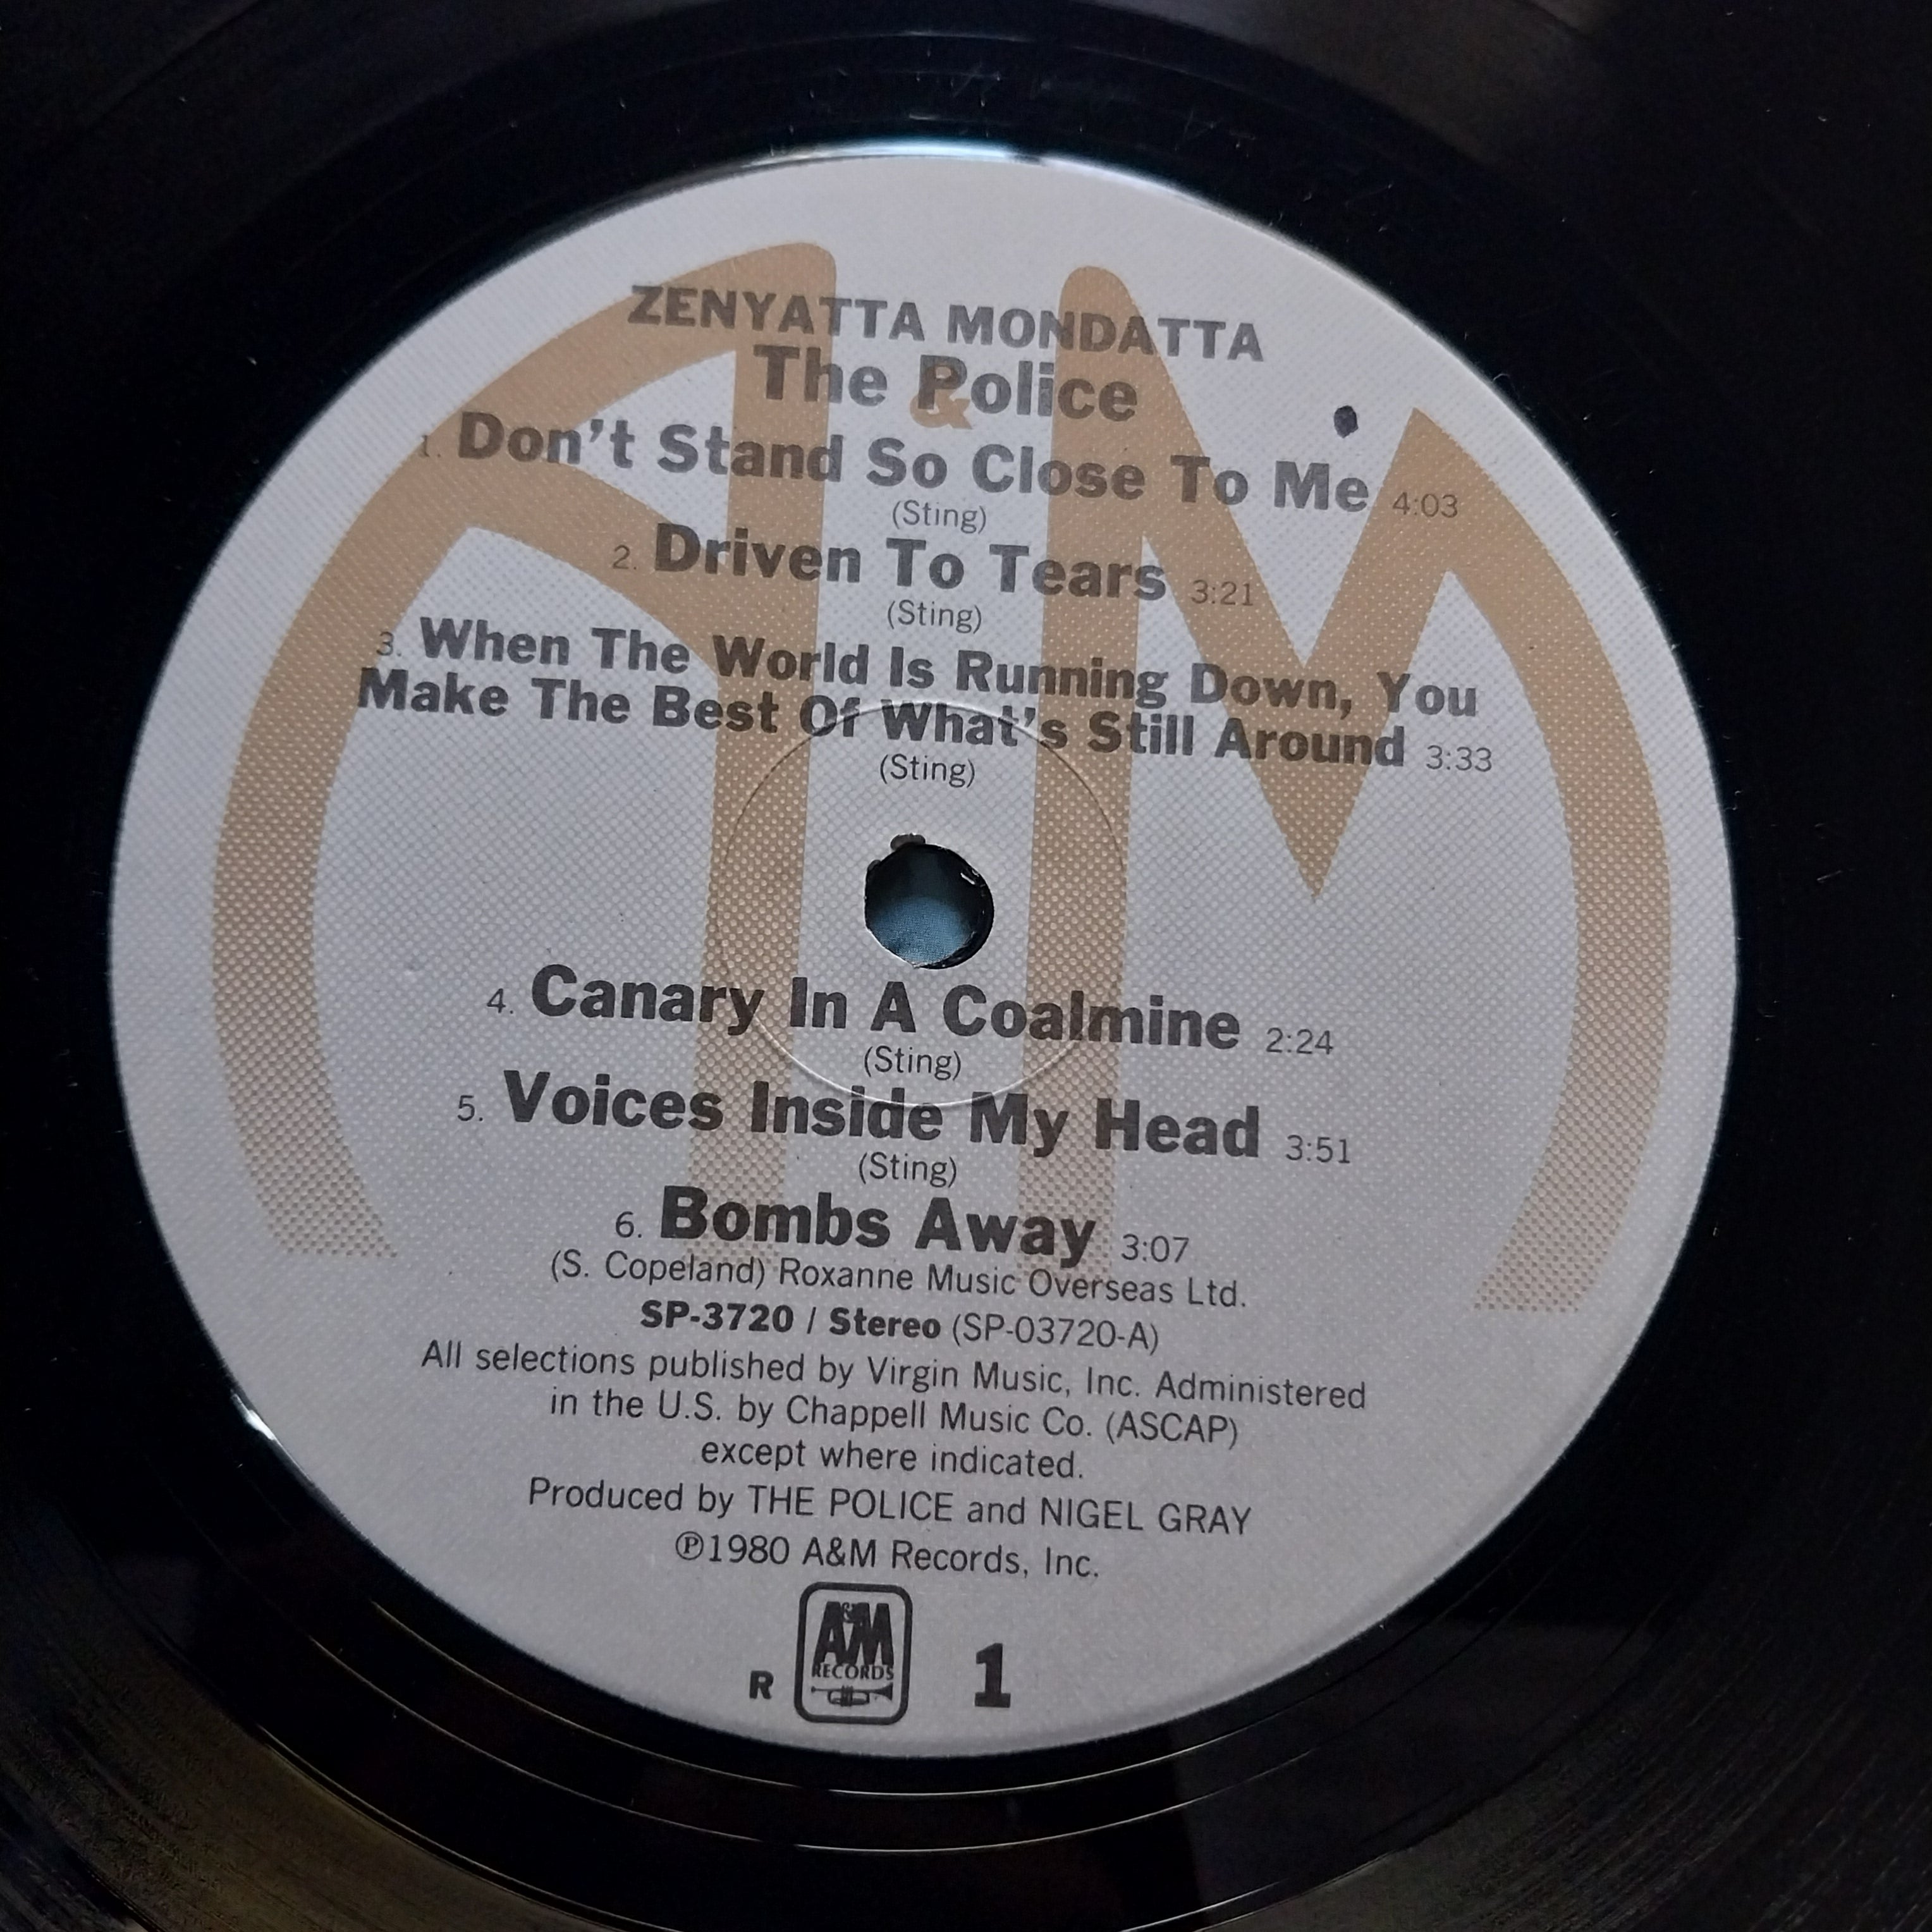 ZENYATTA MONDATTA
The Police
&
1. Don't Stand So Close To Me 4:03
(Sting)
2. Driven To Tears 3:21
(Sting)
3. When The World Is Running Down, You
Make The Best Of What's Still Around 3:33
(Sting)
4. Canary In A Coalmine 2:24
(Sting)
5. Voices Inside My Head 3:51
(Sting)
6. Bombs Away 3:07
(S. Copeland) Roxanne Music Overseas Ltd.
SP-3720 / Stereo (SP-03720-A)
All selections published by Virgin Music, Inc. Administered
in the U.S. by Chappell Music Co. (ASCAP)
except where indicated.
Produced by THE POLICE and NIGEL GRAY
℗1980 A&M Records, Inc.
A&M
RECORDS
R 1
AM